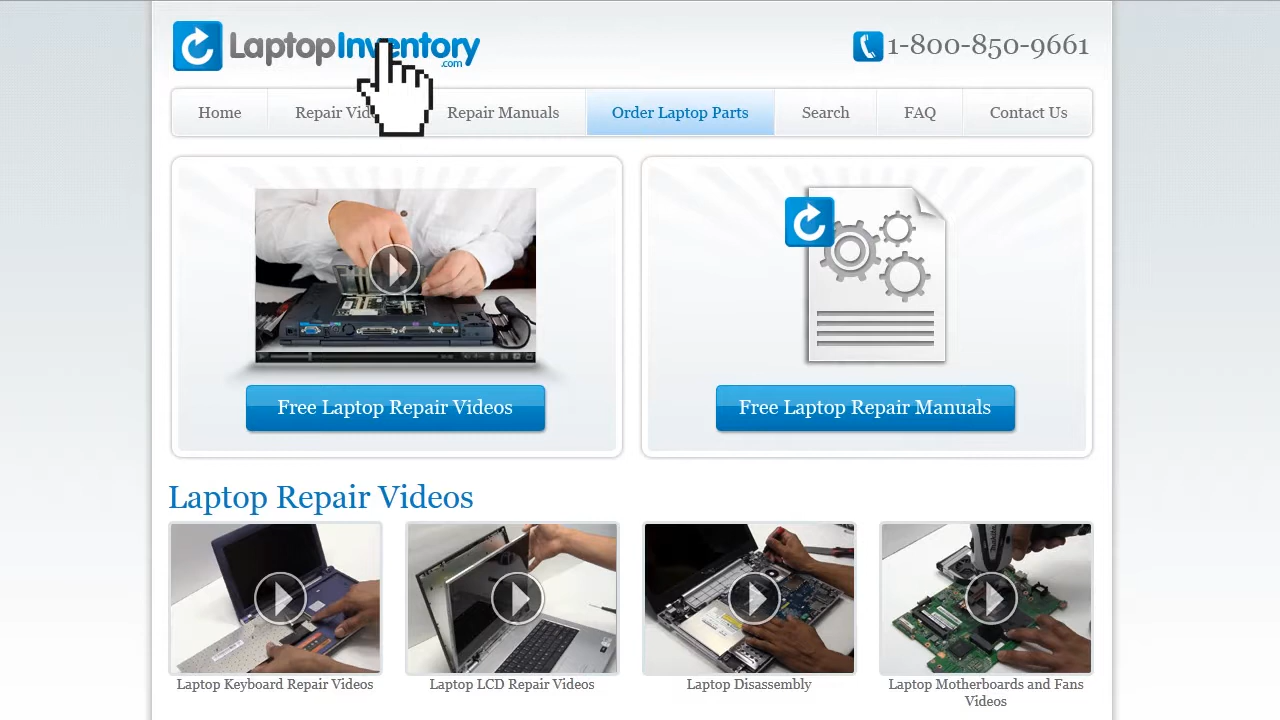 LaptopInventory
.com
1-800-850-9661
Home
Repair
Repair Manuals
Order Laptop Parts
Search
FAQ
Contact Us
Free Laptop Repair Videos
Free Laptop Repair Manuals
Laptop Repair Videos
Laptop Keyboard Repair Videos
Laptop LCD Repair Videos
Laptop Disassembly
Laptop Motherboards and Fans
Videos